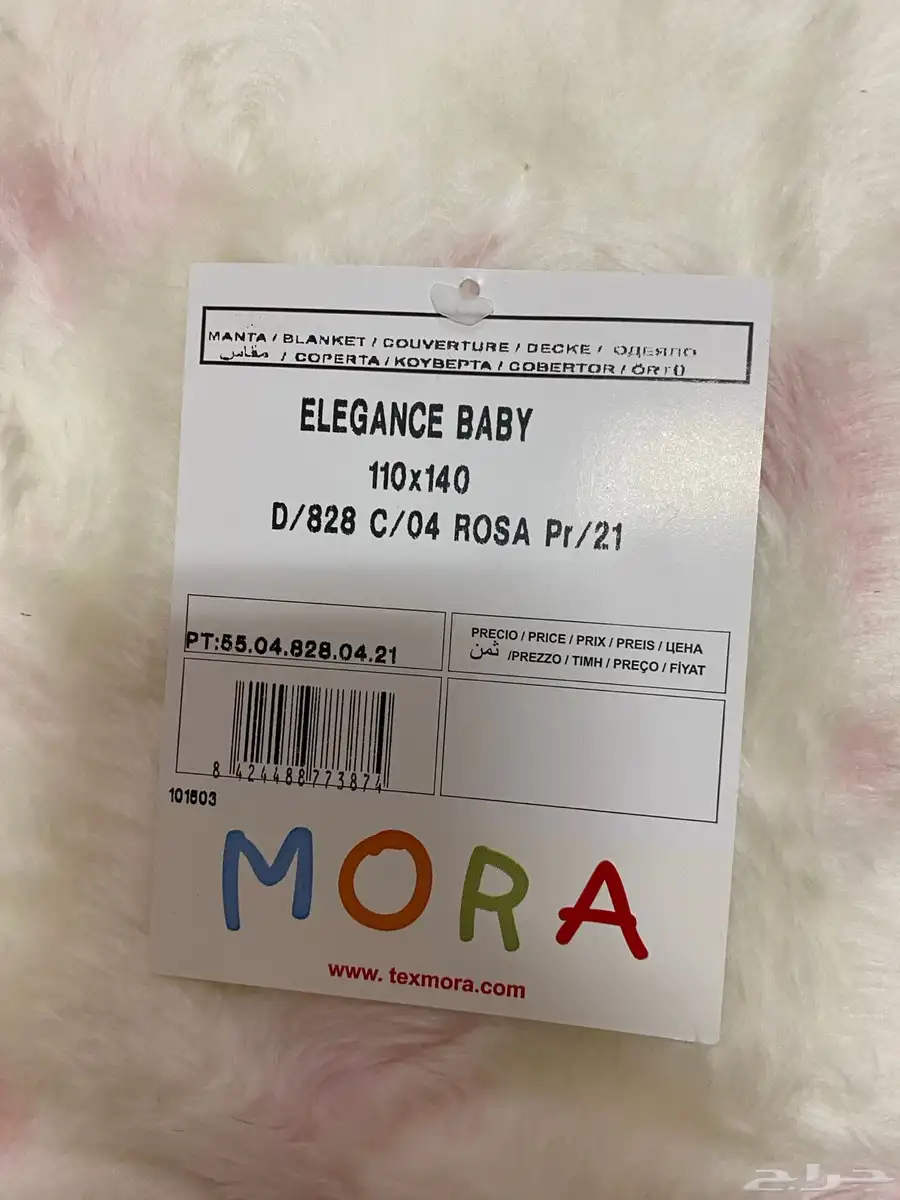 MANTA / BLANKET / COUVERTURE / DECKE / ОДЕЯЛО
مقاس / COPERTA / ΚΟΥΒΕΡΤΑ / COBERTOR / ÖRTÜ
ELEGANCE BABY
110x140
D/828 C/04 ROSA Pr/21
PT:55.04.828.04.21
PRECIO / PRICE / PRIX / PREIS / ЦЕНА
ثمن /PREZZO / ΤΙΜΗ / PREÇO / FİYAT
8 424488 773874
101503
MORA
www. texmora.com
حراج